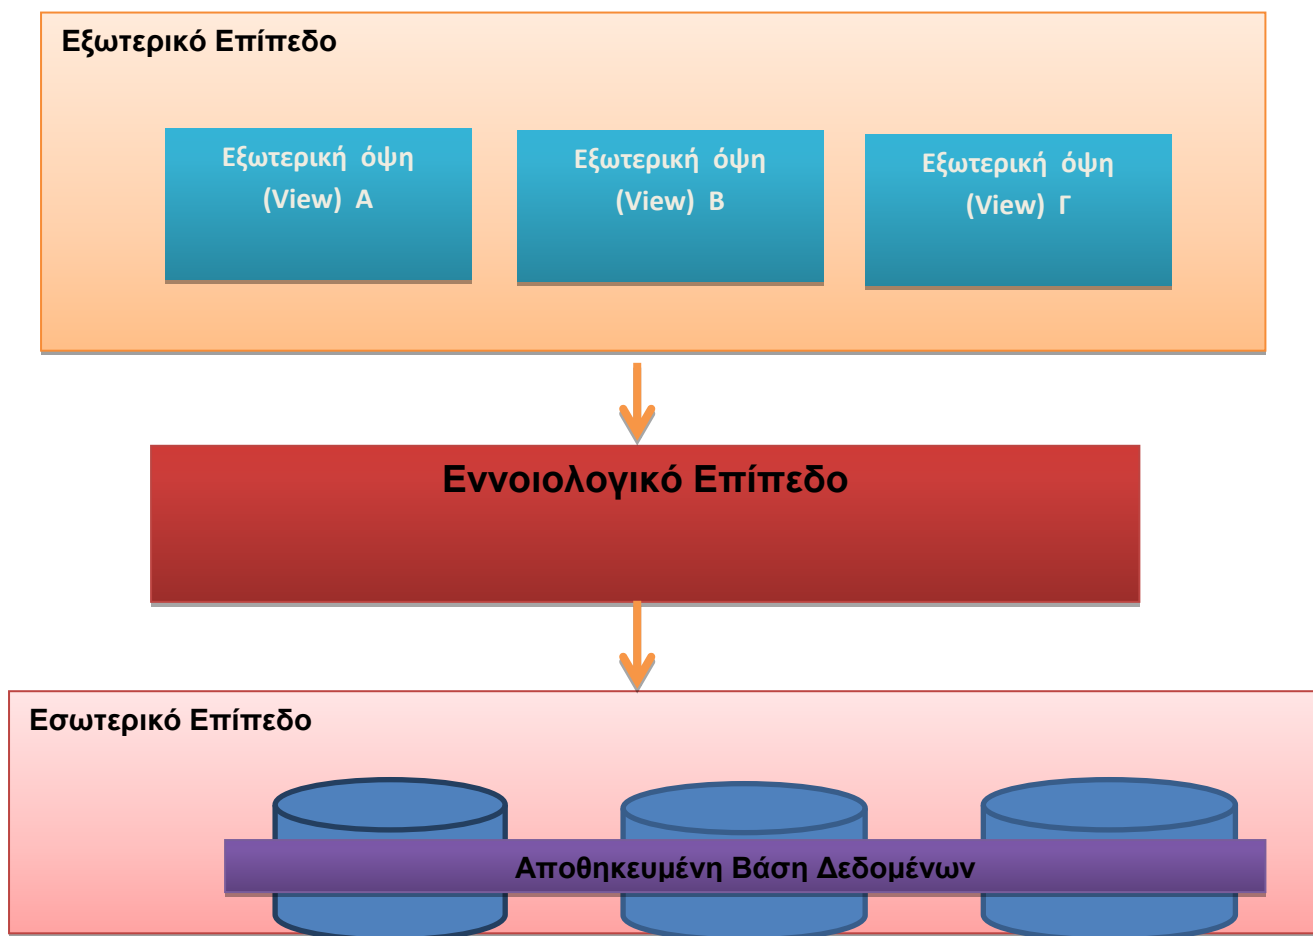 Εξωτερικό Επίπεδο
Εξωτερική όψη
(View) Α
Εξωτερική όψη
(View) Β
Εξωτερική όψη
(View) Γ
Εννοιολογικό Επίπεδο
Εσωτερικό Επίπεδο
Αποθηκευμένη Βάση Δεδομένων